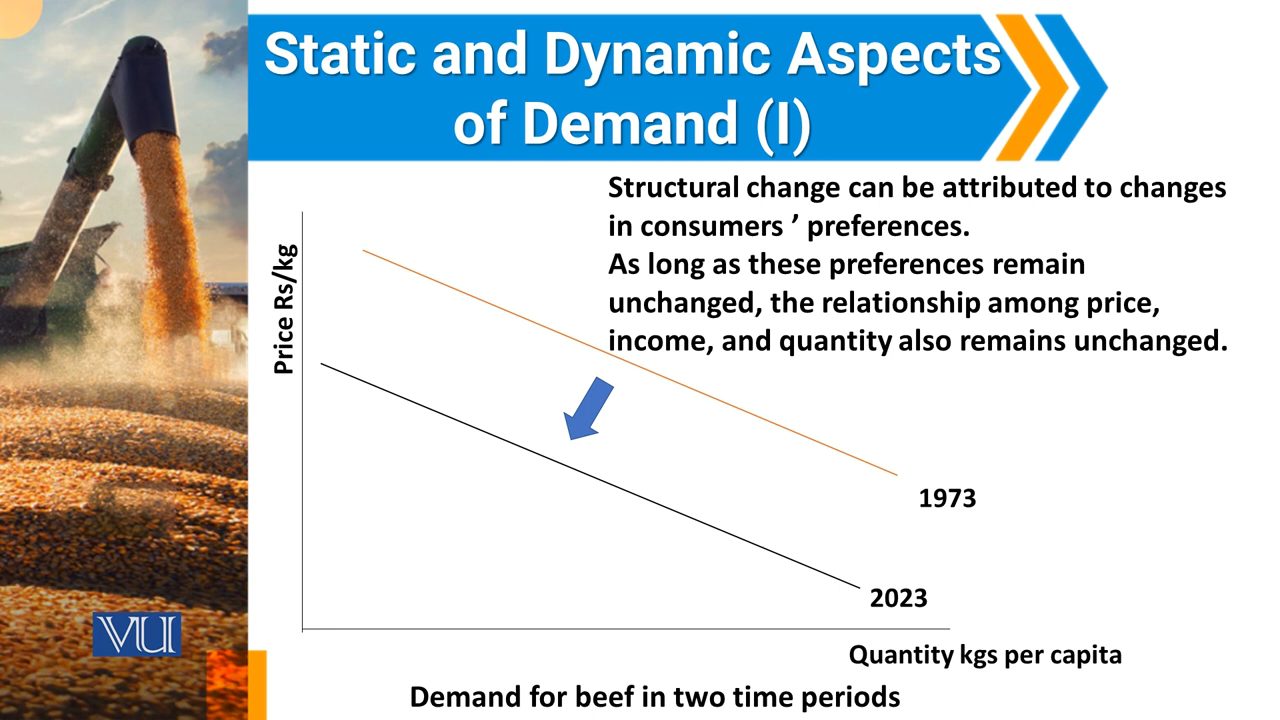 Static and Dynamic Aspects
of Demand (I)
Structural change can be attributed to changes
in consumers ’ preferences.
As long as these preferences remain
unchanged, the relationship among price,
income, and quantity also remains unchanged.
Price Rs/kg
1973
2023
VU
Quantity kgs per capita
Demand for beef in two time periods